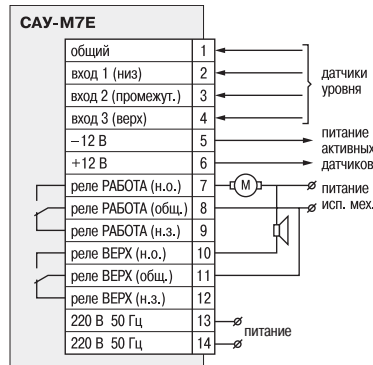 САУ-М7Е
общий 1
вход 1 (низ) 2
вход 2 (промежут.) 3
вход 3 (верх) 4
–12 В 5
+12 В 6
реле РАБОТА (н.о.) 7
реле РАБОТА (общ.) 8
реле РАБОТА (н.з.) 9
реле ВЕРХ (н.о.) 10
реле ВЕРХ (общ.) 11
реле ВЕРХ (н.з.) 12
220 В 50 Гц 13
220 В 50 Гц 14
датчики
уровня
питание
активных
датчиков
М
питание
исп. мех.
питание